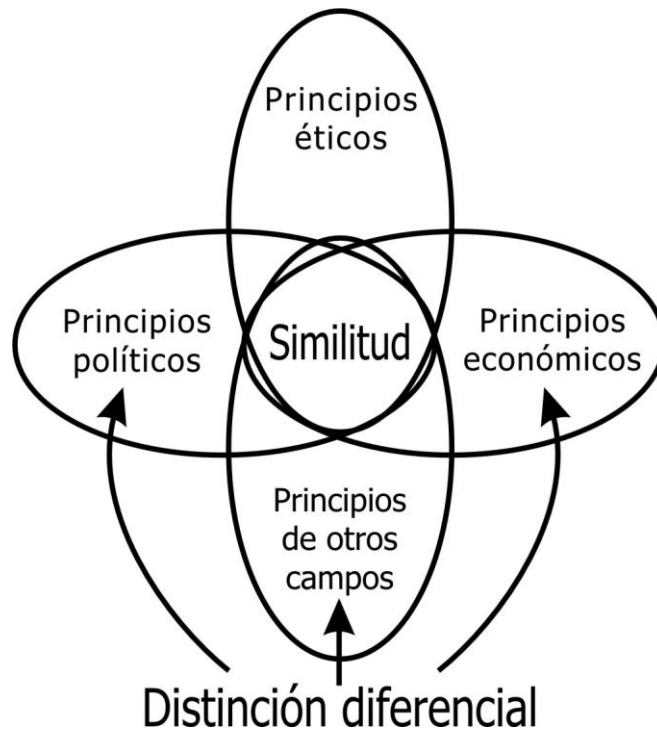 Principios
éticos
Principios
políticos
Similitud
Principios
económicos
Principios
de otros
campos
Distinción diferencial